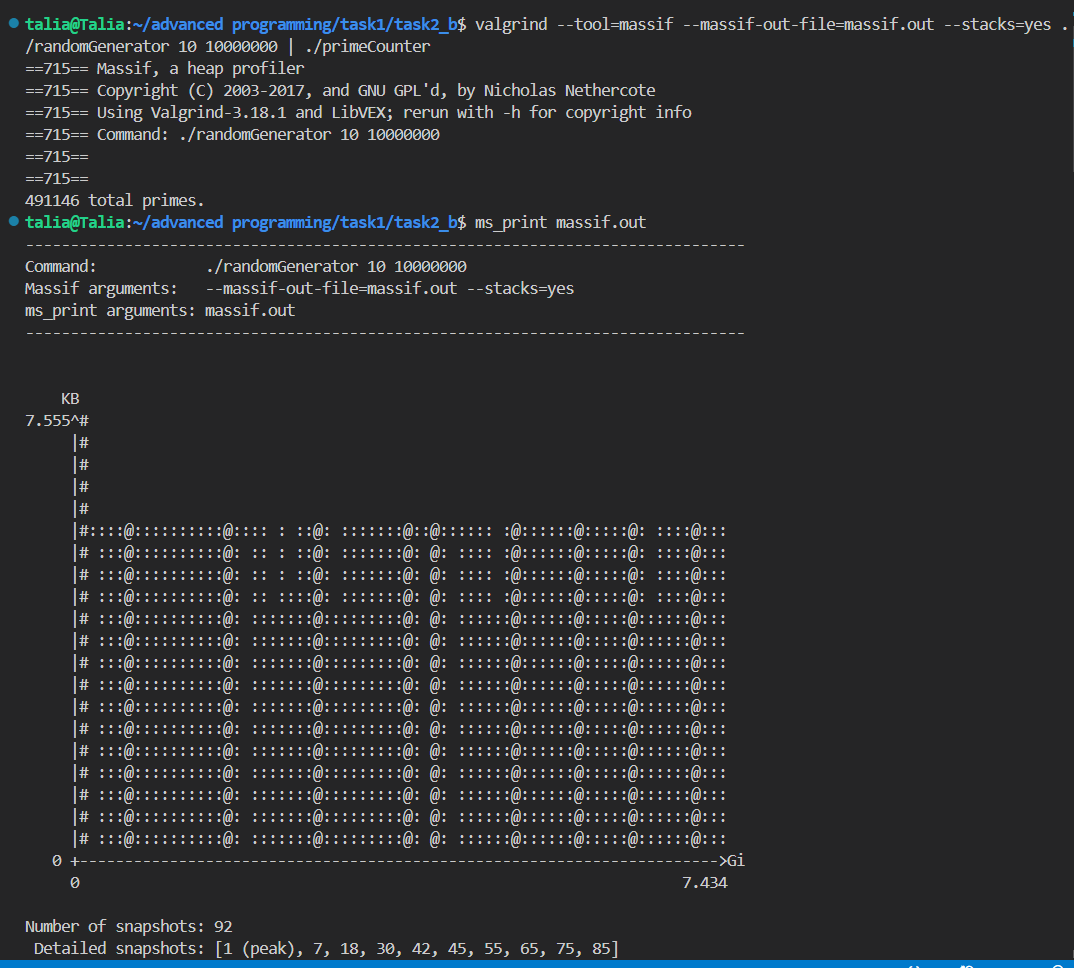 talia@Talia:~/advanced programming/task1/task2_b$ valgrind --tool=massif --massif-out-file=massif.out --stacks=yes .
/randomGenerator 10 10000000 | ./primeCounter
==715== Massif, a heap profiler
==715== Copyright (C) 2003-2017, and GNU GPL'd, by Nicholas Nethercote
==715== Using Valgrind-3.18.1 and LibVEX; rerun with -h for copyright info
==715== Command: ./randomGenerator 10 10000000
==715==
==715==
491146 total primes.
talia@Talia:~/advanced programming/task1/task2_b$ ms_print massif.out
--------------------------------------------------------------------------------
Command:            ./randomGenerator 10 10000000
Massif arguments:   --massif-out-file=massif.out --stacks=yes
ms_print arguments: massif.out
--------------------------------------------------------------------------------
    KB
7.555^#
     |#
     |#
     |#
     |#
     |#::::@::::::::::@:::: : ::@: :::::::@::@:::::: :@::::::@:::::@: ::::@:::
     |# :::@::::::::::@: :: : ::@: :::::::@: @: :::: :@::::::@:::::@: ::::@:::
     |# :::@::::::::::@: :: : ::@: :::::::@: @: :::: :@::::::@:::::@: ::::@:::
     |# :::@::::::::::@: :: ::::@: :::::::@: @: :::: :@::::::@:::::@: ::::@:::
     |# :::@::::::::::@: :::::::@:::::::::@: @: ::::::@::::::@:::::@::::::@:::
     |# :::@::::::::::@: :::::::@:::::::::@: @: ::::::@::::::@:::::@::::::@:::
     |# :::@::::::::::@: :::::::@:::::::::@: @: ::::::@::::::@:::::@::::::@:::
     |# :::@::::::::::@: :::::::@:::::::::@: @: ::::::@::::::@:::::@::::::@:::
     |# :::@::::::::::@: :::::::@:::::::::@: @: ::::::@::::::@:::::@::::::@:::
     |# :::@::::::::::@: :::::::@:::::::::@: @: ::::::@::::::@:::::@::::::@:::
     |# :::@::::::::::@: :::::::@:::::::::@: @: ::::::@::::::@:::::@::::::@:::
     |# :::@::::::::::@: :::::::@:::::::::@: @: ::::::@::::::@:::::@::::::@:::
     |# :::@::::::::::@: :::::::@:::::::::@: @: ::::::@::::::@:::::@::::::@:::
     |# :::@::::::::::@: :::::::@:::::::::@: @: ::::::@::::::@:::::@::::::@:::
     |# :::@::::::::::@: :::::::@:::::::::@: @: ::::::@::::::@:::::@::::::@:::
   0 +----------------------------------------------------------------------->Gi
     0                                                                   7.434
Number of snapshots: 92
 Detailed snapshots: [1 (peak), 7, 18, 30, 42, 45, 55, 65, 75, 85]